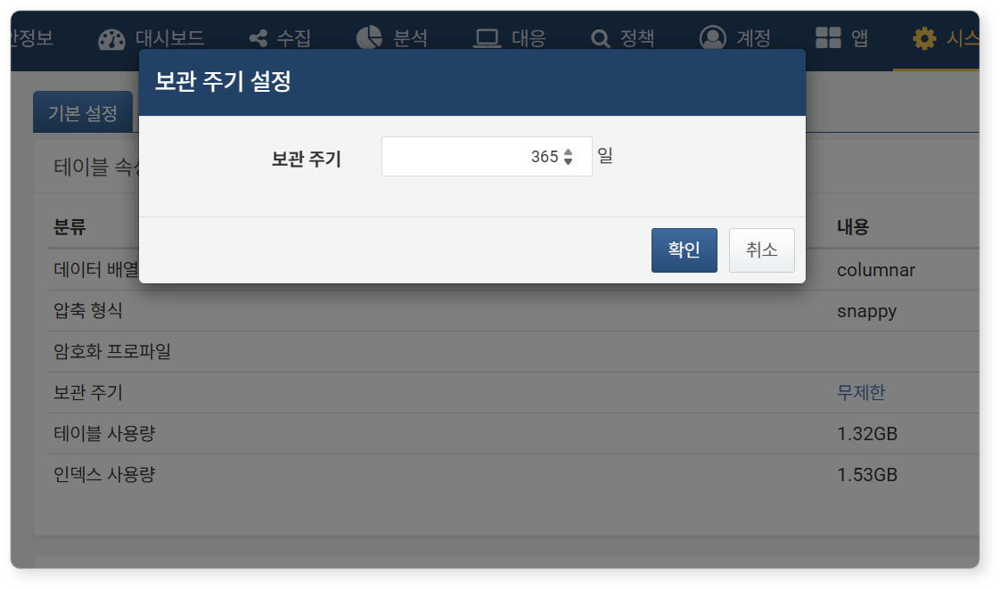 안정보 대시보드 수집 분석 대응 정책 계정 앱 시스
보관 주기 설정
기본 설정
보관 주기 365 일
테이블 속성
분류 내용
확인 취소
데이터 배열 columnar
압축 형식 snappy
암호화 프로파일
보관 주기 무제한
테이블 사용량 1.32GB
인덱스 사용량 1.53GB